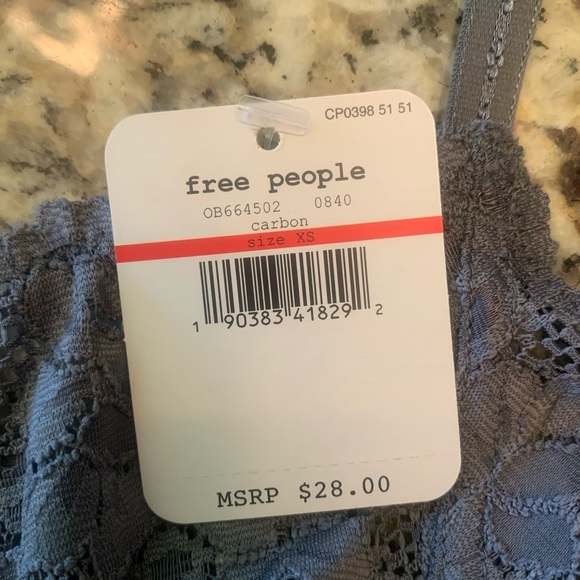 CP0398 51 51
free people
OB664502 0840
carbon
size XS
1 90383 41829 2
MSRP $28.00